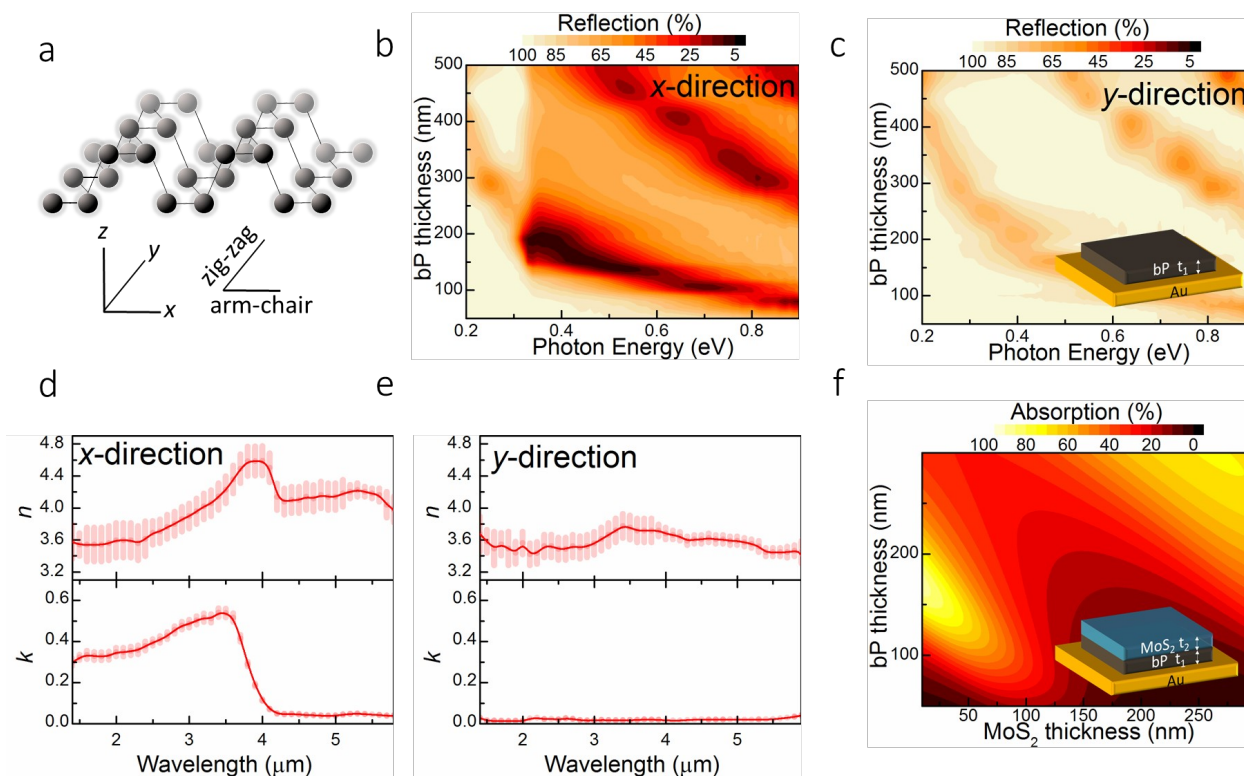 a
z
y
x
zig-zag
arm-chair
b
Reflection (%)
100 85 65 45 25 5
x-direction
bP thickness (nm)
500
400
300
200
100
0.2 0.4 0.6 0.8
Photon Energy (eV)
c
Reflection (%)
100 85 65 45 25 5
y-direction
bP thickness (nm)
500
400
300
200
100
bP t₁
Au
0.2 0.4 0.6 0.8
Photon Energy (eV)
d
x-direction
n
4.8
4.4
4.0
3.6
3.2
k
0.6
0.4
0.2
0.0
2 3 4 5
Wavelength (μm)
e
y-direction
n
4.8
4.4
4.0
3.6
3.2
k
0.6
0.4
0.2
0.0
2 3 4 5
Wavelength (μm)
f
Absorption (%)
100 80 60 40 20 0
bP thickness (nm)
200
100
MoS₂ t₂
bP t₁
Au
50 100 150 200 250
MoS₂ thickness (nm)